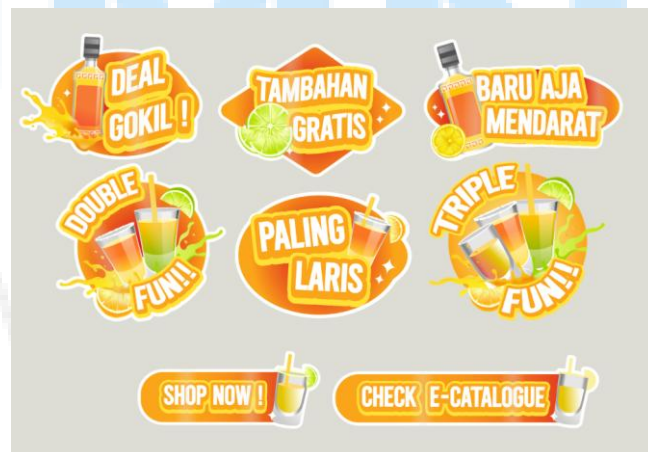 DEAL
GOKIL !
TAMBAHAN
GRATIS
BARU AJA
MENDARAT
DOUBLE
FUN!!
PALING
LARIS
TRIPLE
FUN!!
SHOP NOW !
CHECK E-CATALOGUE